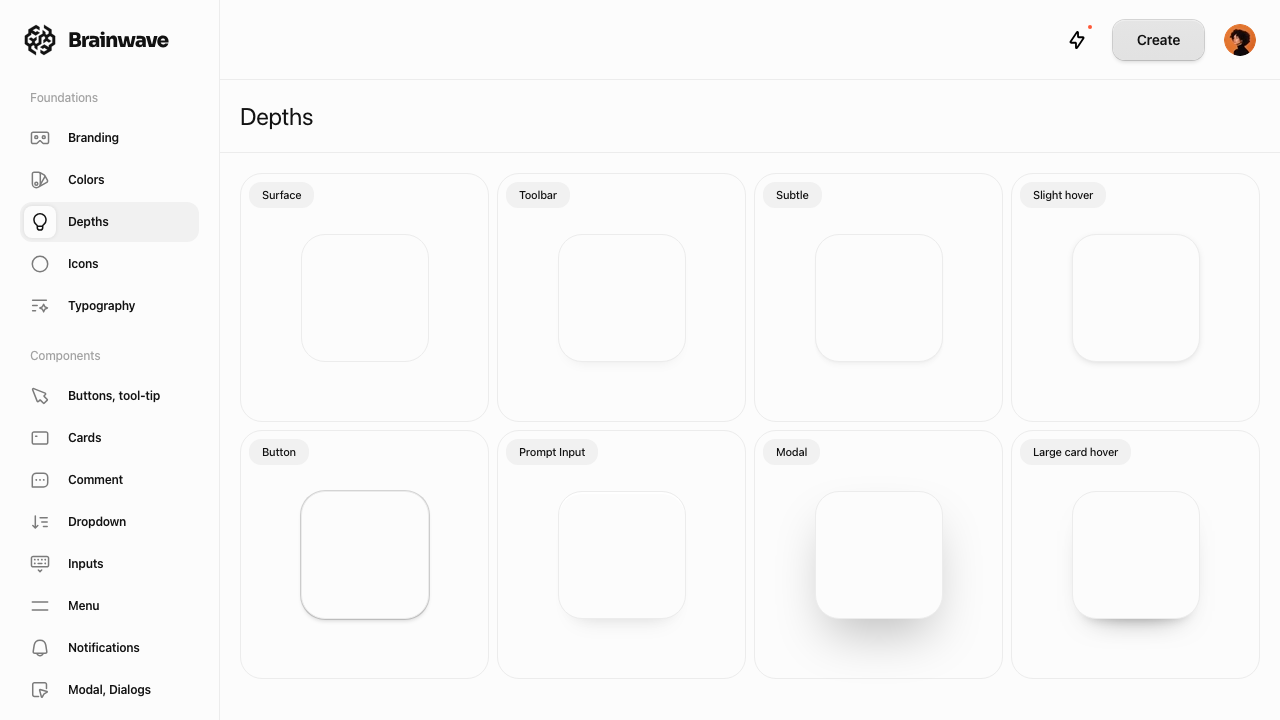 Brainwave
Create
Foundations
Branding
Colors
Depths
Icons
Typography
Components
Buttons, tool-tip
Cards
Comment
Dropdown
Inputs
Menu
Notifications
Modal, Dialogs
Depths
Surface
Toolbar
Subtle
Slight hover
Button
Prompt Input
Modal
Large card hover